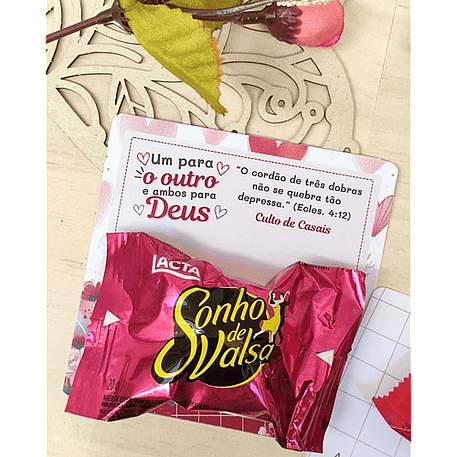 Um para
o outro
e ambos para
Deus
"O cordão de três dobras
não se quebra tão
depressa." (Ecles. 4:12)
Culto de Casais
LACTA
Sonho
de
Valsa
20 g